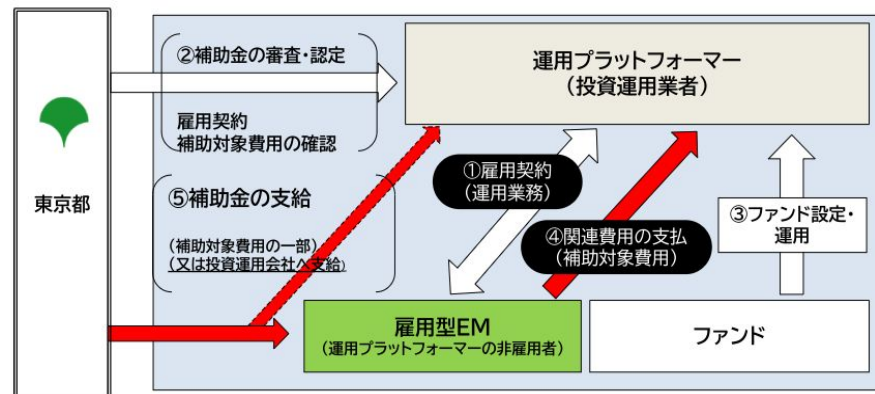 東京都
②補助金の審査・認定
雇用契約
補助対象費用の確認
⑤補助金の支給
(補助対象費用の一部)
(又は投資運用会社へ支給)
運用プラットフォーマー
(投資運用業者)
①雇用契約
(運用業務)
④関連費用の支払
(補助対象費用)
③ファンド設定・
運用
雇用型EM
(運用プラットフォーマーの非雇用者)
ファンド